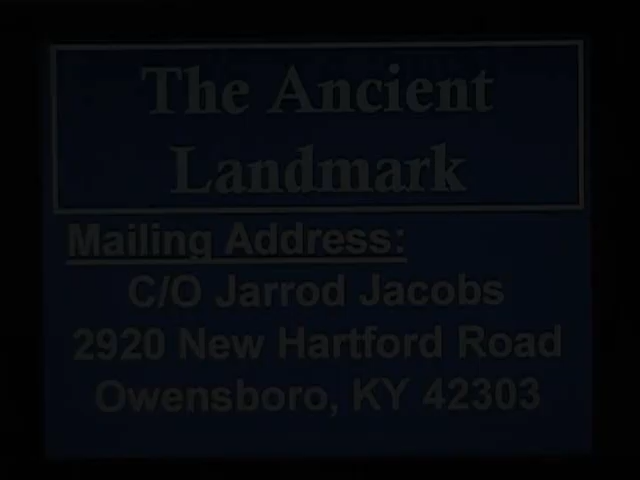 The Ancient
Landmark
Mailing Address:
C/O Jarrod Jacobs
2920 New Hartford Road
Owensboro, KY 42303